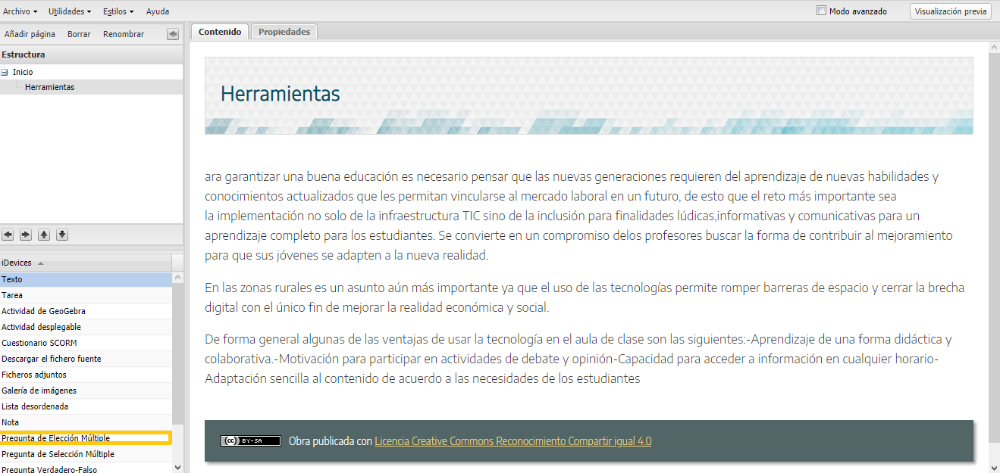 Archivo Utilidades Estilos Ayuda Modo avanzado Visualización previa
Añadir página Borrar Renombrar
Estructura
Inicio
Herramientas
iDevices
Texto
Tarea
Actividad de GeoGebra
Actividad desplegable
Cuestionario SCORM
Descargar el fichero fuente
Ficheros adjuntos
Galería de imágenes
Lista desordenada
Nota
Pregunta de Elección Múltiple
Pregunta de Selección Múltiple
Pregunta Verdadero-Falso
Contenido Propiedades
Herramientas
ara garantizar una buena educación es necesario pensar que las nuevas generaciones requieren del aprendizaje de nuevas habilidades y
conocimientos actualizados que les permitan vincularse al mercado laboral en un futuro, de esto que el reto más importante sea
la implementación no solo de la infraestructura TIC sino de la inclusión para finalidades lúdicas,informativas y comunicativas para un
aprendizaje completo para los estudiantes. Se convierte en un compromiso delos profesores buscar la forma de contribuir al mejoramiento
para que sus jóvenes se adapten a la nueva realidad.
En las zonas rurales es un asunto aún más importante ya que el uso de las tecnologías permite romper barreras de espacio y cerrar la brecha
digital con el único fin de mejorar la realidad económica y social.
De forma general algunas de las ventajas de usar la tecnología en el aula de clase son las siguientes:-Aprendizaje de una forma didáctica y
colaborativa.-Motivación para participar en actividades de debate y opinión-Capacidad para acceder a información en cualquier horario-
Adaptación sencilla al contenido de acuerdo a las necesidades de los estudiantes
cc BY-SA Obra publicada con Licencia Creative Commons Reconocimiento Compartir igual 4.0